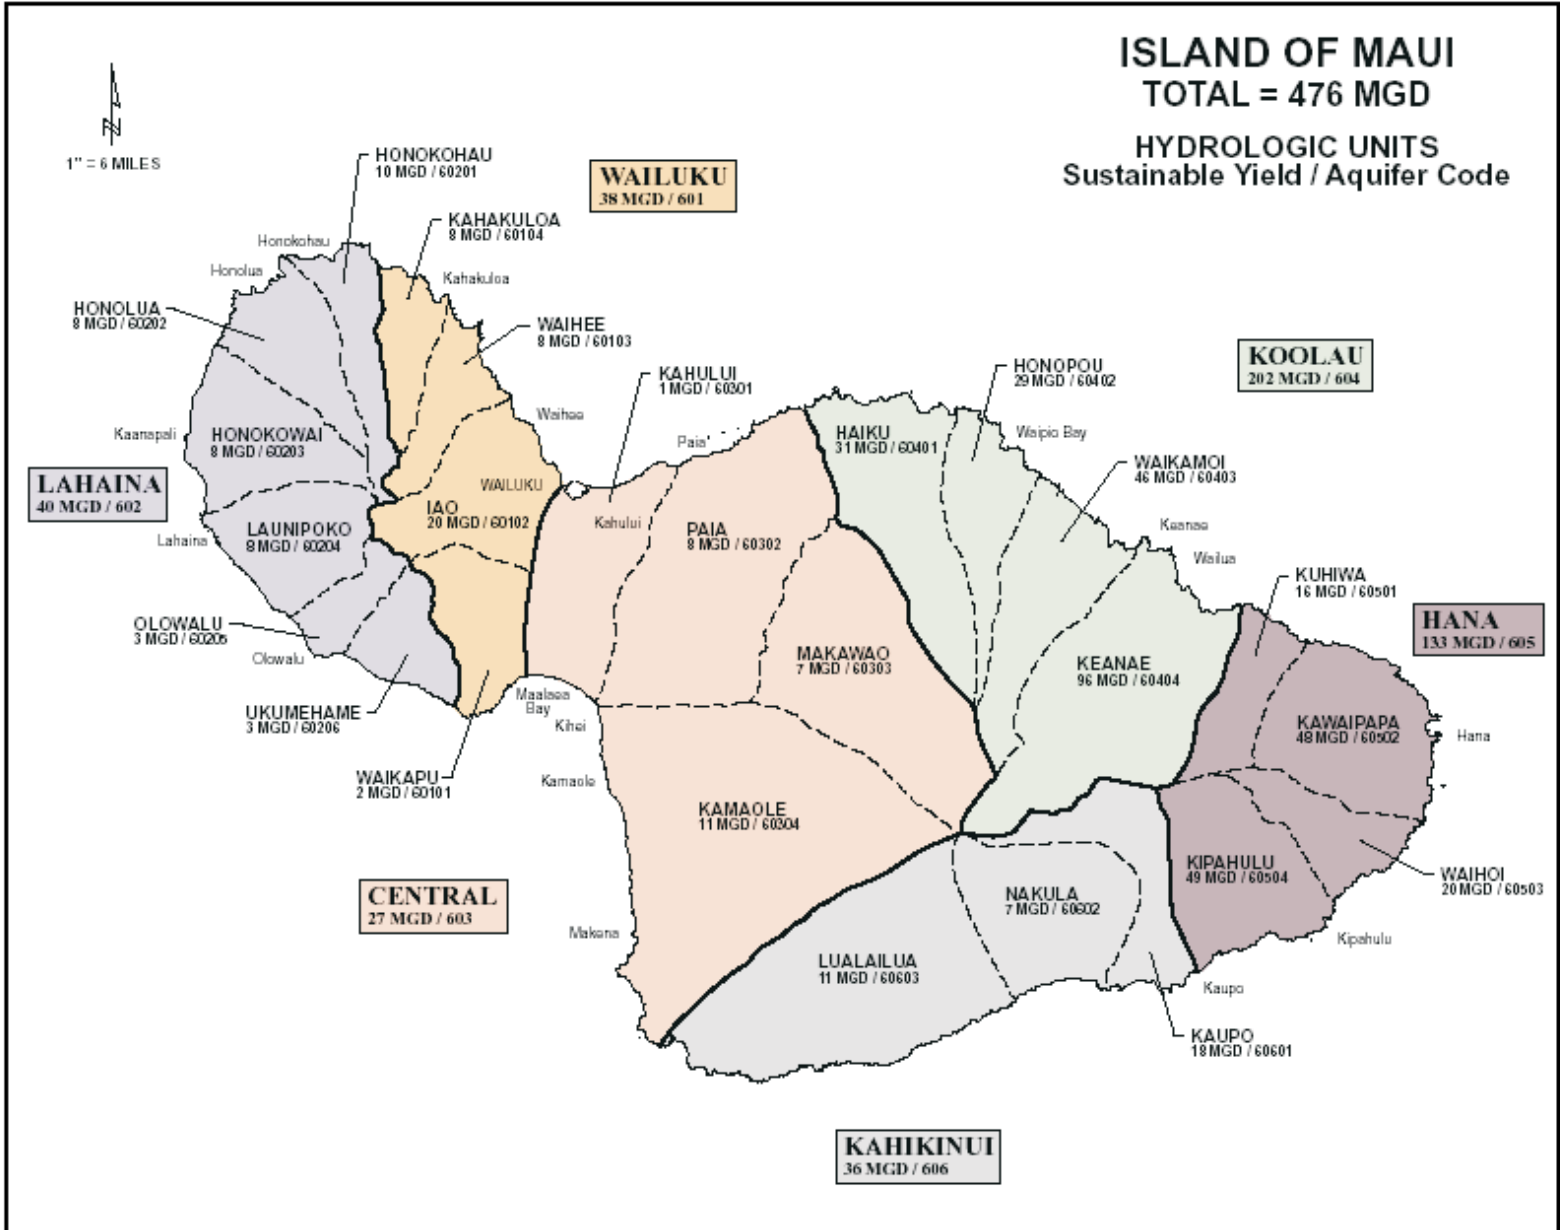 ISLAND OF MAUI
TOTAL = 476 MGD
HYDROLOGIC UNITS
Sustainable Yield / Aquifer Code
N
1" = 6 MILES
HONOKOHAU
10 MGD / 60201
WAILUKU
38 MGD / 601
KAHAKULOA
8 MGD / 60104
Honokohau
Honolua
Kahakuloa
HONOLUA
8 MGD / 60202
WAIHEE
8 MGD / 60103
KAHULUI
1 MGD / 60301
HONOPOU
29 MGD / 60402
KOOLAU
202 MGD / 604
Waihee
Kaanapali
HONOKOWAI
8 MGD / 60203
Paia
HAIKU
31 MGD / 60401
Waipio Bay
WAIKAMOI
46 MGD / 60403
LAHAINA
40 MGD / 602
WAILUKU
IAO
20 MGD / 60102
Kahului
PAIA
8 MGD / 60302
Keanae
Wailua
Lahaina
LAUNIPOKO
8 MGD / 60204
KUHIWA
16 MGD / 60501
HANA
133 MGD / 605
OLOWALU
3 MGD / 60205
Olowalu
MAKAWAO
7 MGD / 60303
KEANAE
96 MGD / 60404
UKUMEHAME
3 MGD / 60206
Maalaea
Bay
Kihei
KAWAIPAPA
48 MGD / 60502
Hana
WAIKAPU
2 MGD / 60101
Kamaole
KAMAOLE
11 MGD / 60304
CENTRAL
27 MGD / 603
KIPAHULU
49 MGD / 60504
WAIHOI
20 MGD / 60503
NAKULA
7 MGD / 60602
Makena
Kipahulu
LUALAILUA
11 MGD / 60603
Kaupo
KAUPO
18 MGD / 60601
KAHIKINUI
36 MGD / 606